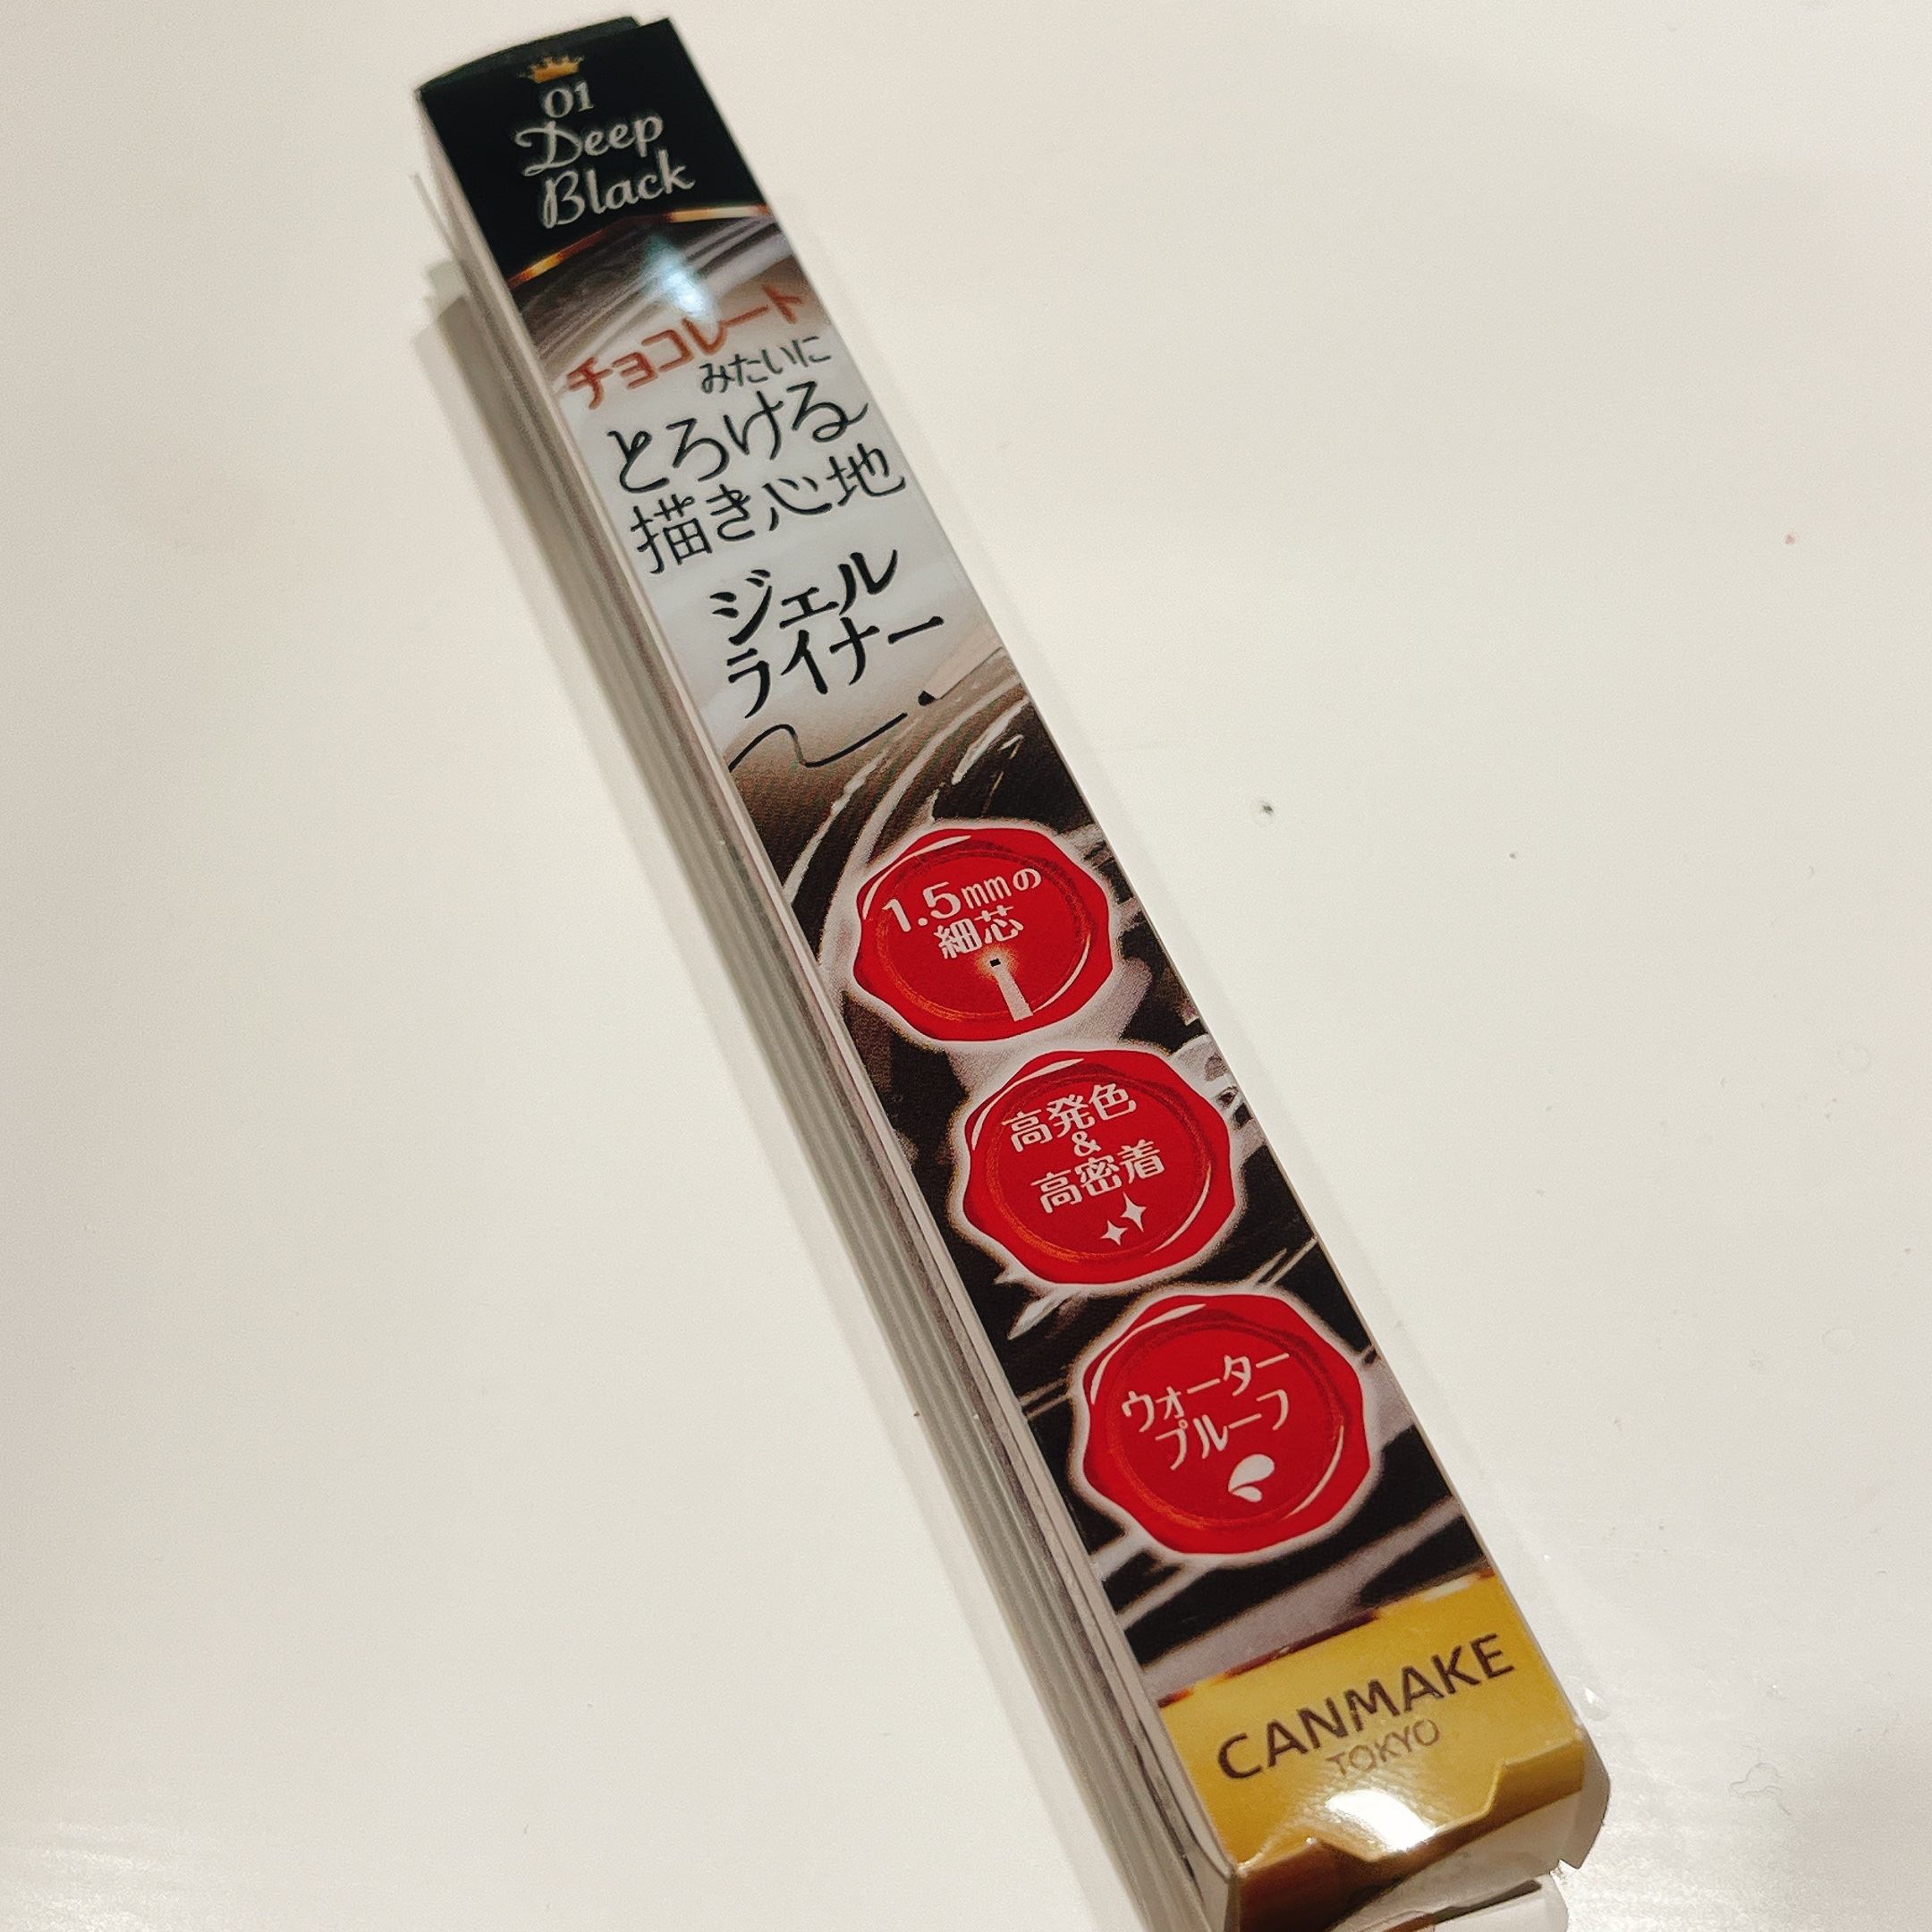 01
Deep
Black
チョコレート
みたいに
とろける
描き心地
ジェル
ライナー
1.5㎜の
細芯
高発色
&
高密着
ウォーター
プルーフ
CANMAKE
TOKYO